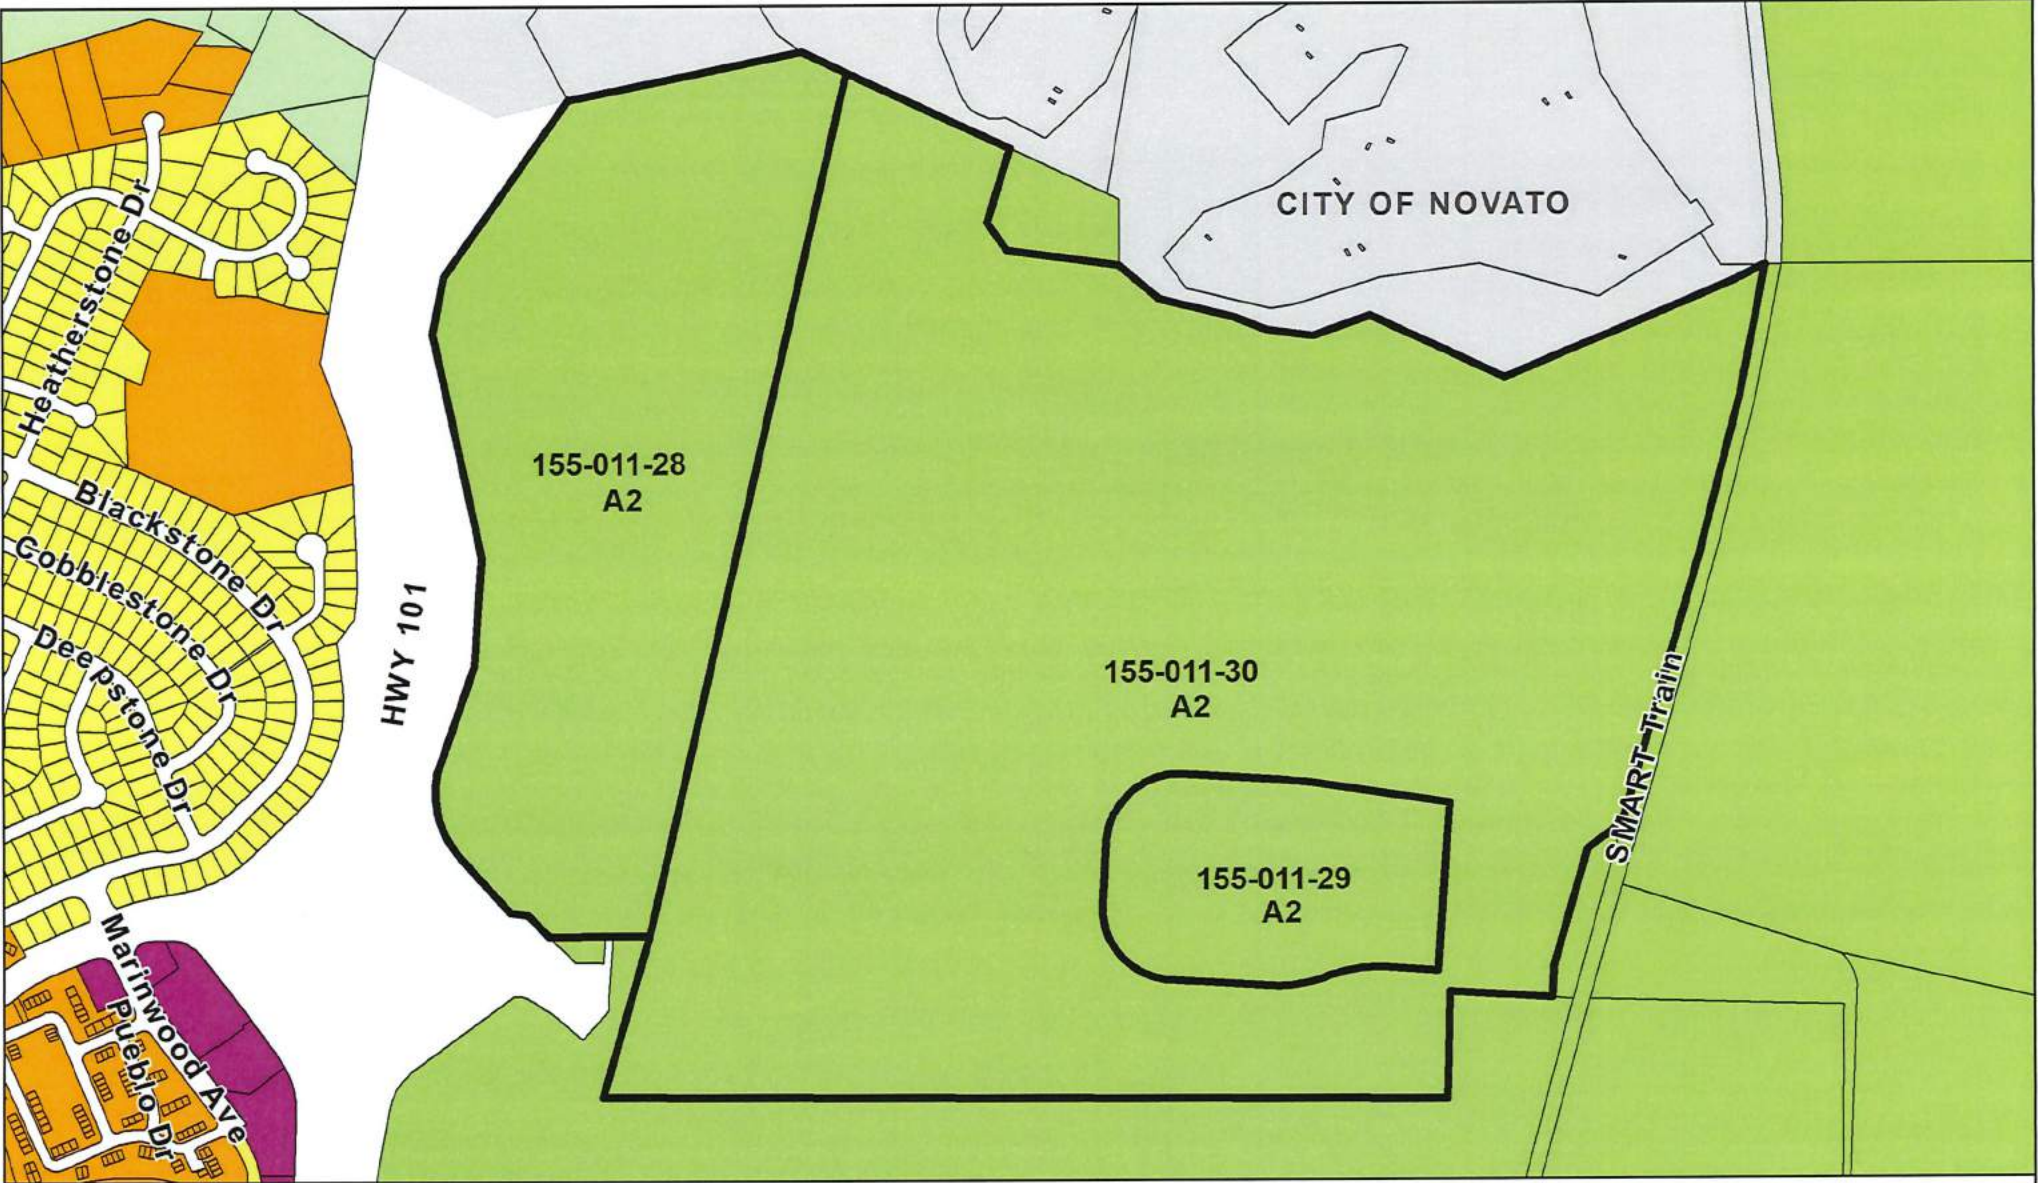 CITY OF NOVATO
Heatherstone Dr
155-011-28
A2
Blackstone Dr
Cobblestone Dr
HWY 101
Deepstone Dr
155-011-30
A2
SMART Train
155-011-29
A2
Marinwood Ave
Pueblo Dr